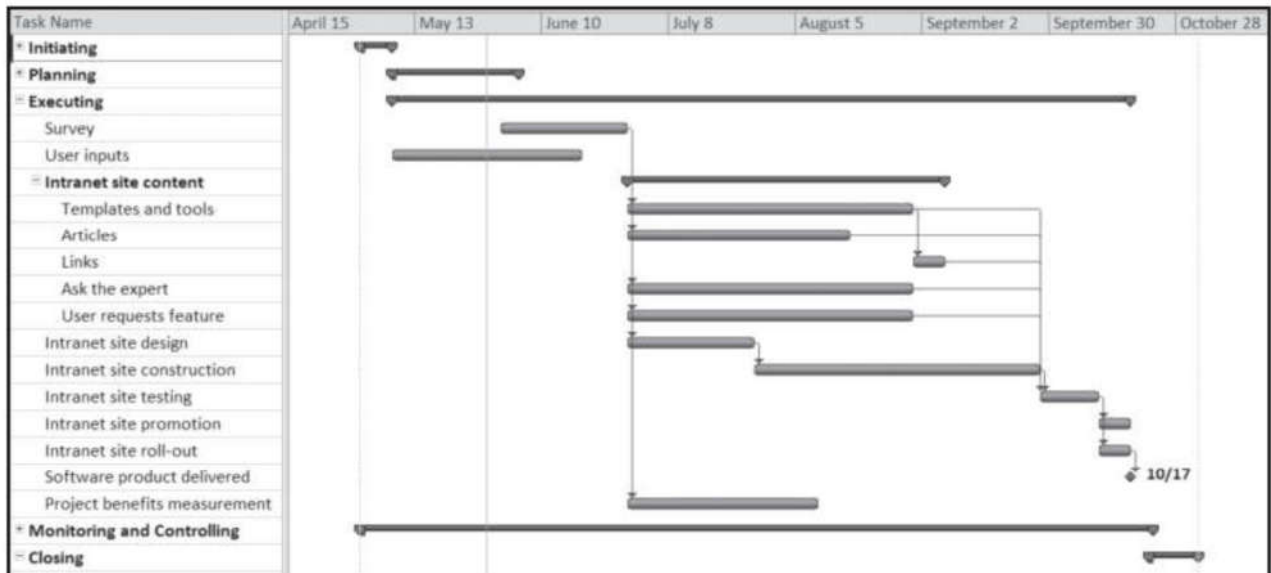 Task Name April 15 May 13 June 10 July 8 August 5 September 2 September 30 October 28
Initiating
Planning
Executing
Survey
User inputs
Intranet site content
Templates and tools
Articles
Links
Ask the expert
User requests feature
Intranet site design
Intranet site construction
Intranet site testing
Intranet site promotion
Intranet site roll-out
Software product delivered 10/17
Project benefits measurement
Monitoring and Controlling
Closing